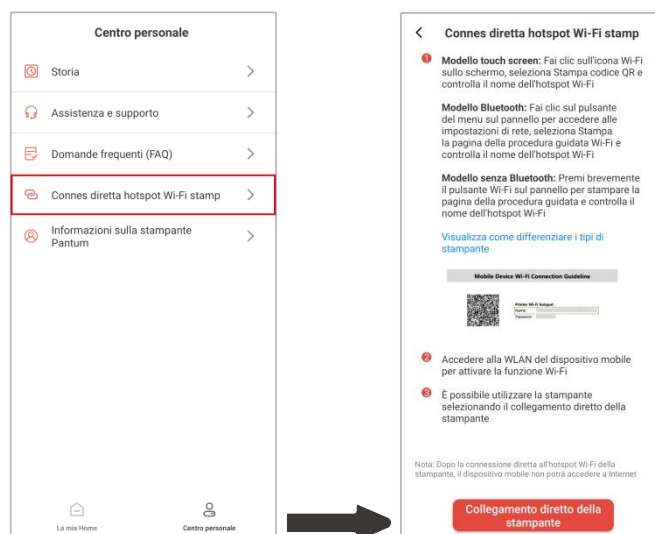 Centro personale
Storia
Assistenza e supporto
Domande frequenti (FAQ)
Connes diretta hotspot Wi-Fi stamp
Informazioni sulla stampante
Pantum
La mia Home
Centro personale
Connes diretta hotspot Wi-Fi stamp
1 Modello touch screen: Fai clic sull'icona Wi-Fi
sullo schermo, seleziona Stampa codice QR e
controlla il nome dell'hotspot Wi-Fi
Modello Bluetooth: Fai clic sul pulsante
del menu sul pannello per accedere alle
impostazioni di rete, seleziona Stampa
la pagina della procedura guidata Wi-Fi e
controlla il nome dell'hotspot Wi-Fi
Modello senza Bluetooth: Premi brevemente
il pulsante Wi-Fi sul pannello per stampare la
pagina della procedura guidata e controlla il
nome dell'hotspot Wi-Fi
Visualizza come differenziare i tipi di
stampante
Mobile Device Wi-Fi Connection Guideline
Printer Wi-Fi hotspot
Name:
Password:
2 Accedere alla WLAN del dispositivo mobile
per attivare la funzione Wi-Fi
3 È possibile utilizzare la stampante
selezionando il collegamento diretto della
stampante
Nota: Dopo la connessione diretta all'hotspot Wi-Fi della
stampante, il dispositivo mobile non potrà accedere a Internet
Collegamento diretto della
stampante